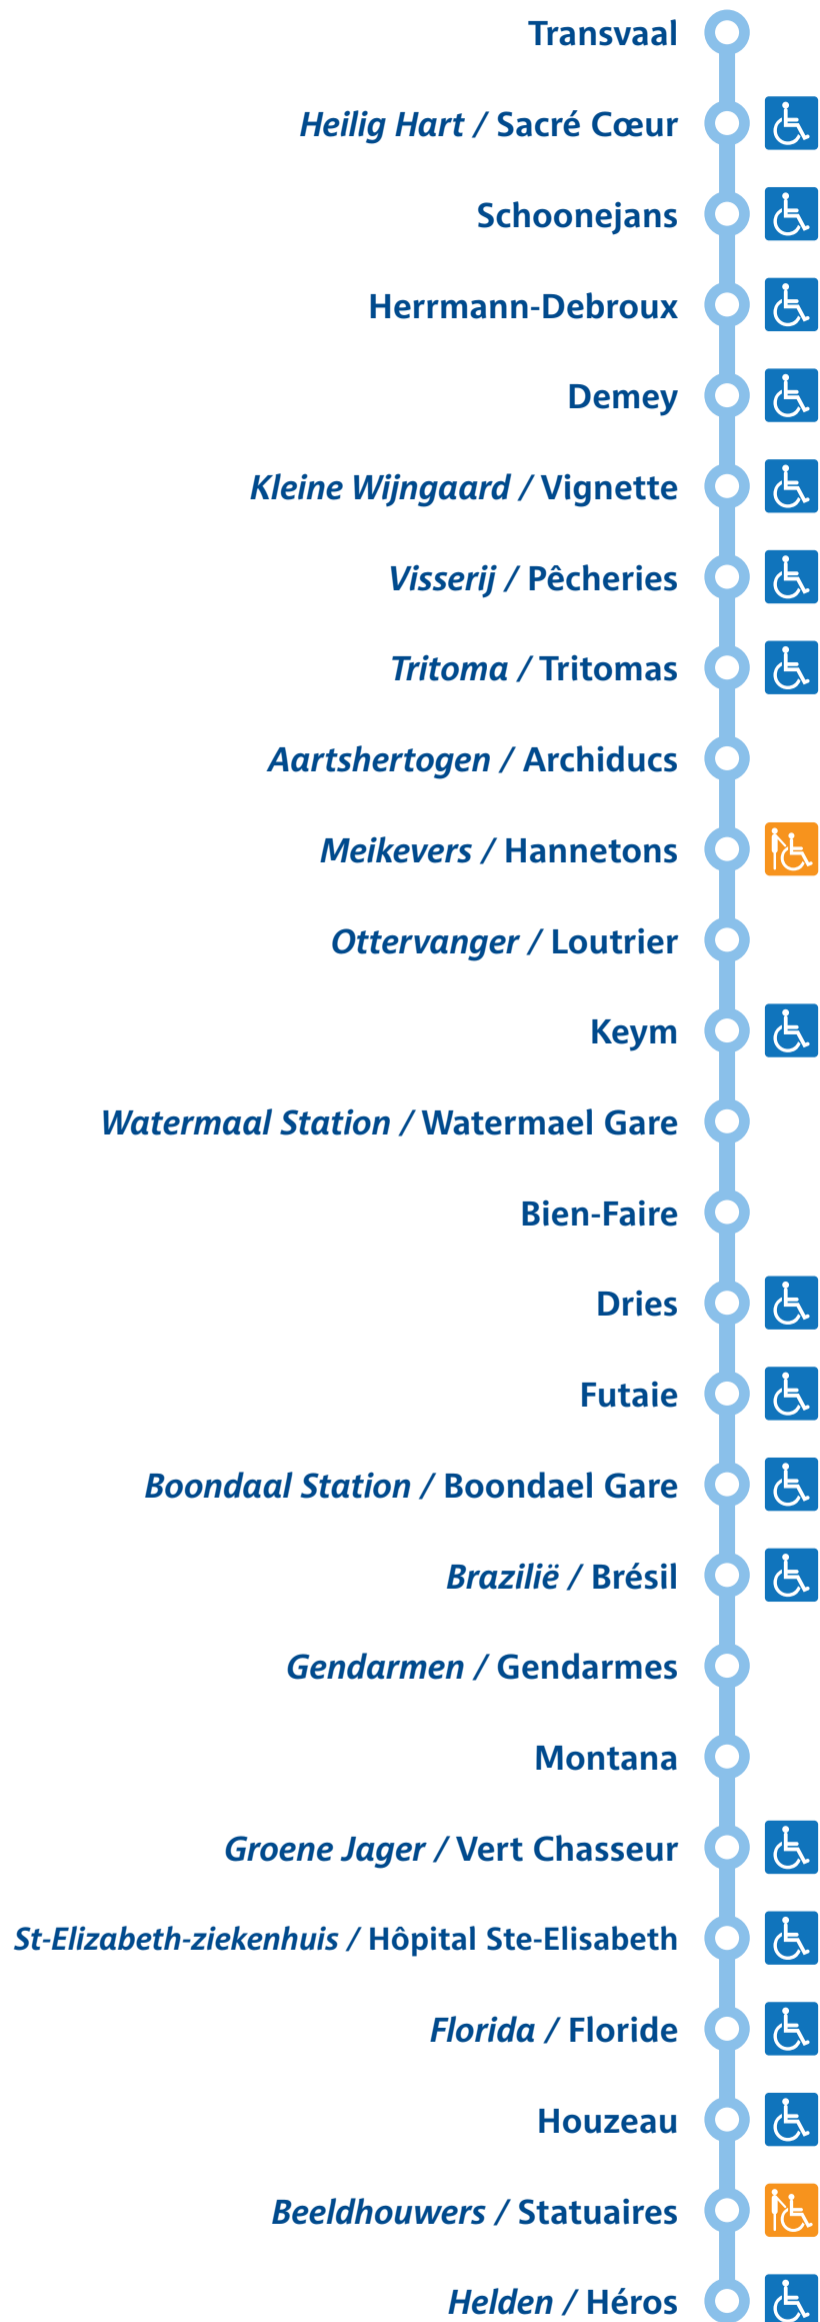 Transvaal
Heilig Hart / Sacré Cœur
Schoonejans
Herrmann-Debroux
Demey
Kleine Wijngaard / Vignette
Visserij / Pêcheries
Tritoma / Tritomas
Aartshertogen / Archiducs
Meikevers / Hannetons
Ottervanger / Loutrier
Keym
Watermaal Station / Watermael Gare
Bien-Faire
Dries
Futaie
Boondaal Station / Boondael Gare
Brazilië / Brésil
Gendarmen / Gendarmes
Montana
Groene Jager / Vert Chasseur
St-Elizabeth-ziekenhuis / Hôpital Ste-Elisabeth
Florida / Floride
Houzeau
Beeldhouwers / Statuaires
Helden / Héros